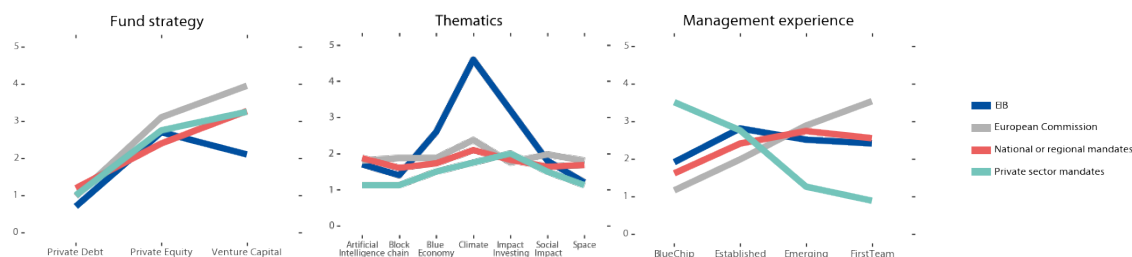 Fund strategy
5
4
3
2
1
0
Private Debt Private Equity Venture Capital
Thematics
5
4
3
2
1
0
Artificial Block Blue Climate Impact Social Space
Intelligence chain Economy Investing Impact
Management experience
5
4
3
2
1
0
BlueChip Established Emerging FirstTeam
EIB
European Commission
National or regional mandates
Private sector mandates